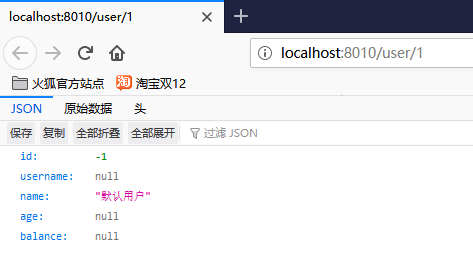 localhost:8010/user/1
localhost:8010/user/1
火狐官方站点 淘 淘宝双12
JSON 原始数据 头
保存 复制 全部折叠 全部展开 过滤 JSON
id: -1
username: null
name: "默认用户"
age: null
balance: null